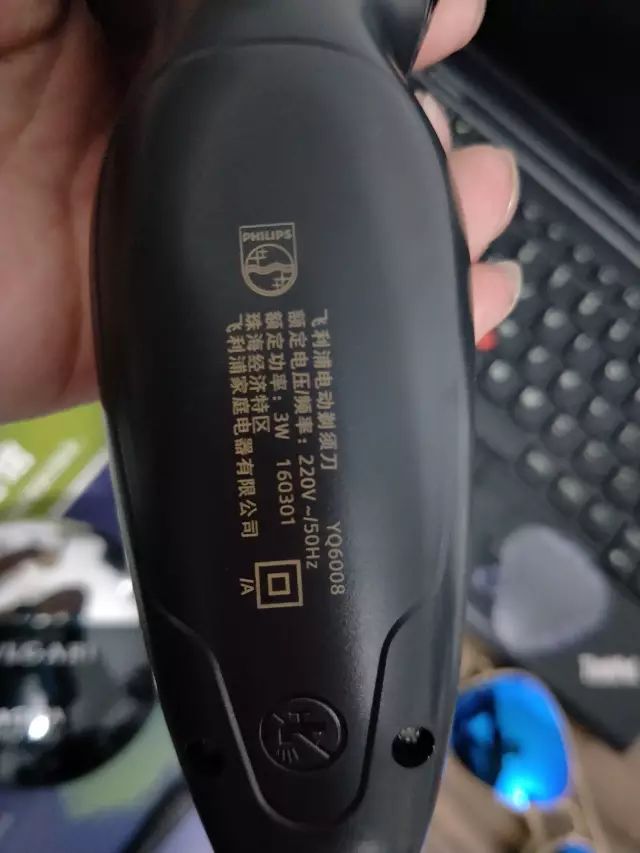 PHILIPS
飞利浦电动剃须刀 YQ6008
额定电压/频率：220V~/50Hz
额定功率：3W 160301
珠海经济特区
飞利浦家庭电器有限公司
/A